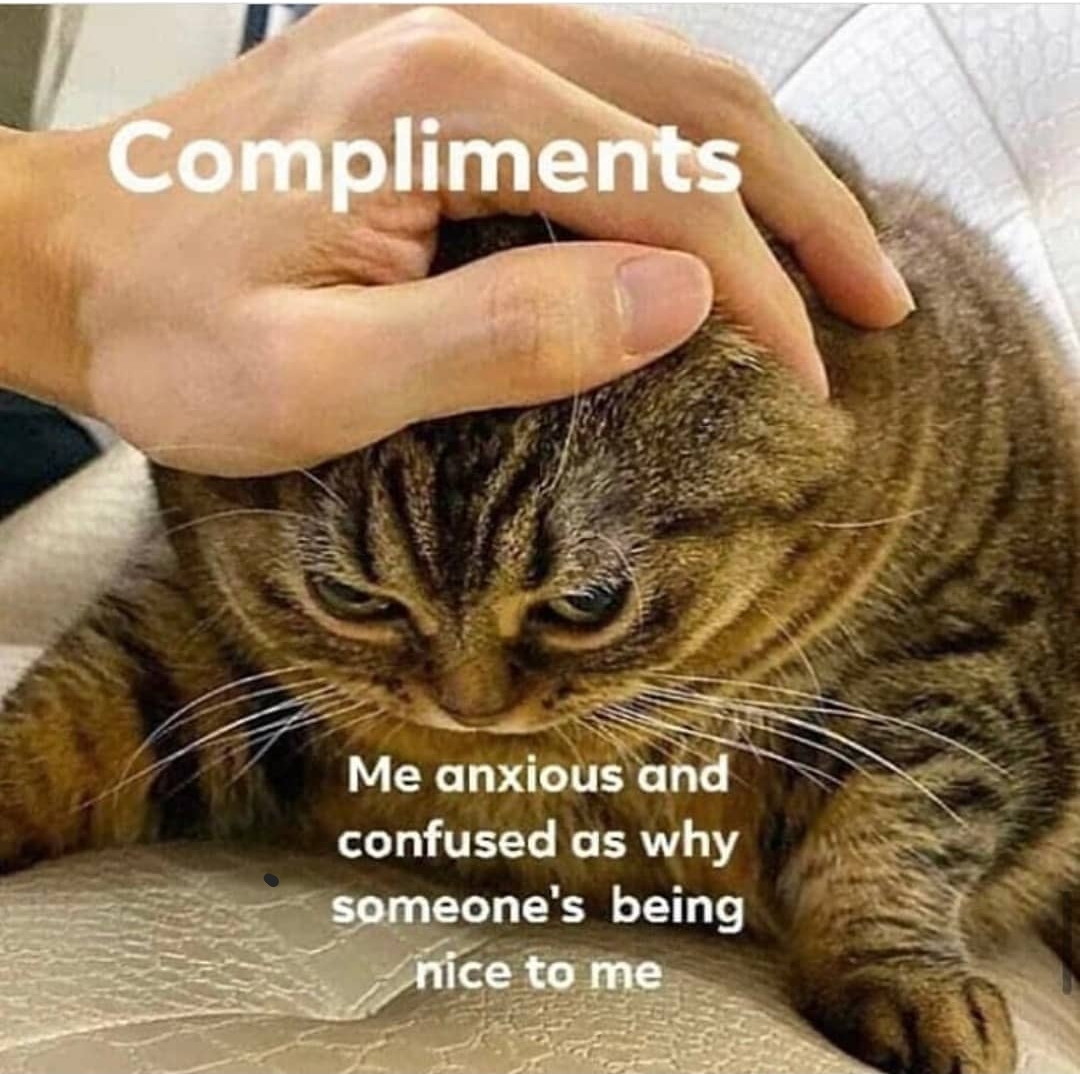 Compliments
Me anxious and
confused as why
someone's being
nice to me